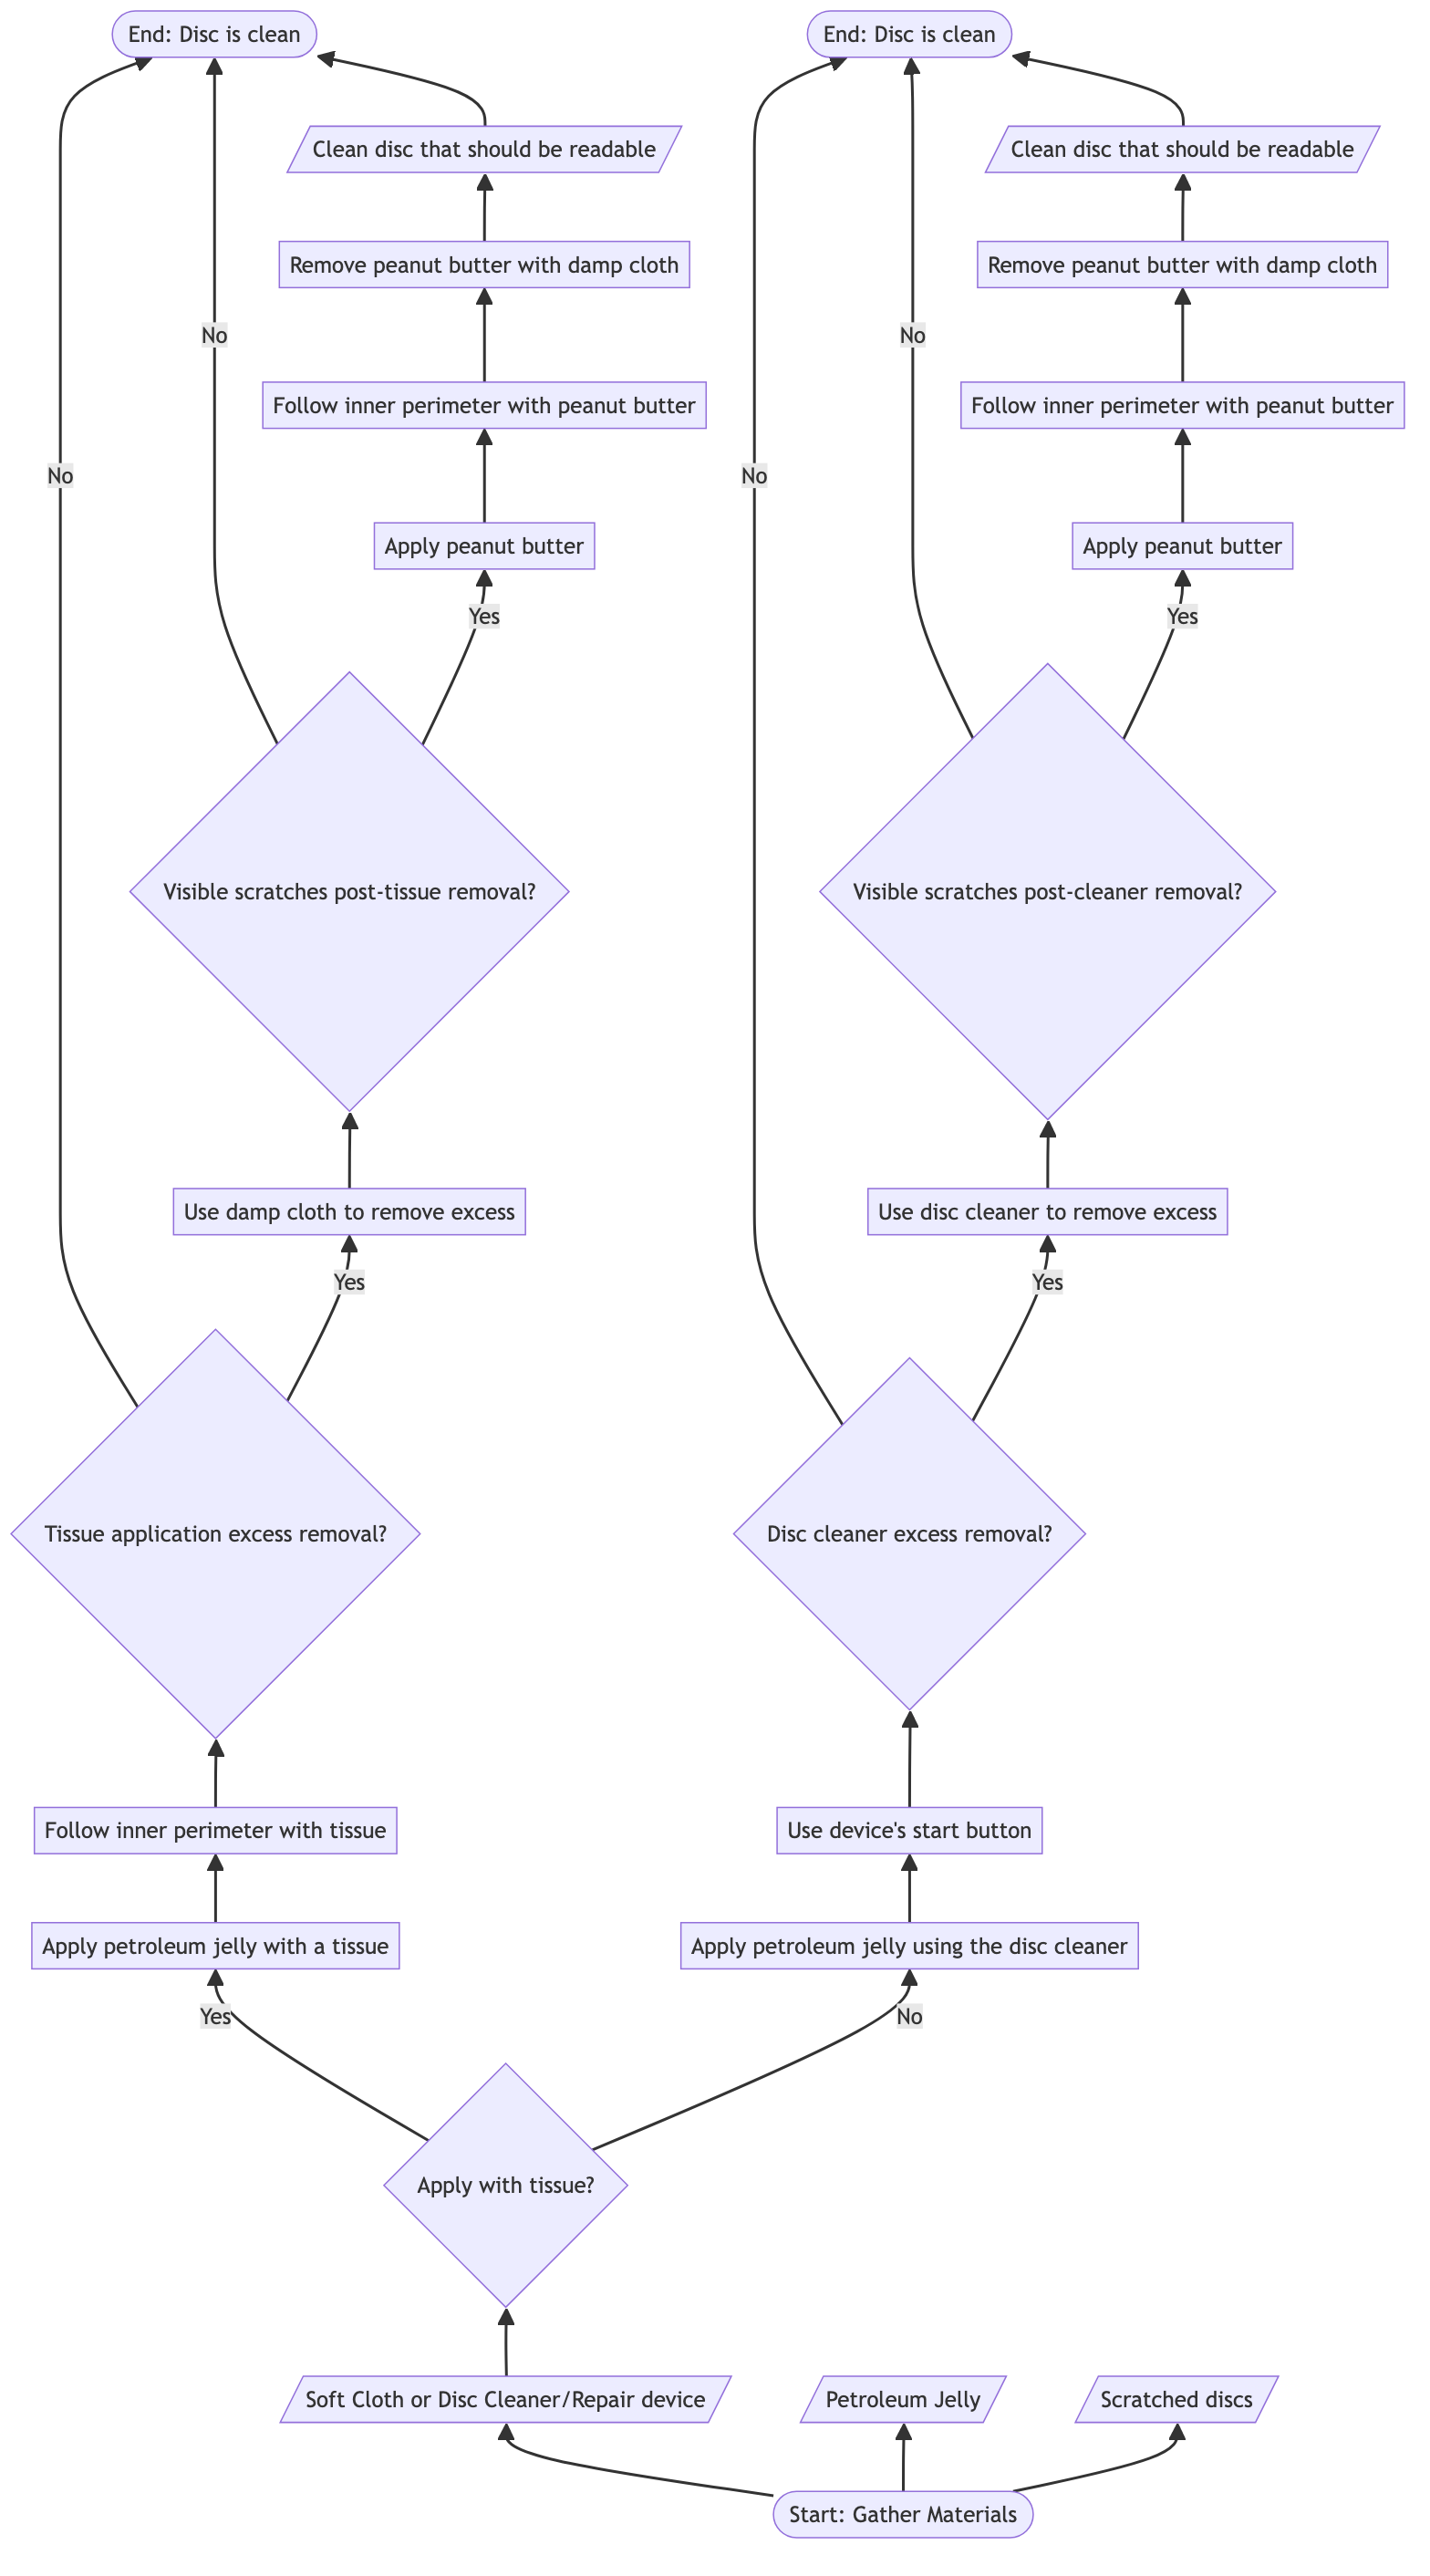 End: Disc is clean
End: Disc is clean
Clean disc that should be readable
Clean disc that should be readable
Remove peanut butter with damp cloth
Remove peanut butter with damp cloth
No
No
Follow inner perimeter with peanut butter
Follow inner perimeter with peanut butter
No
No
Apply peanut butter
Apply peanut butter
Yes
Yes
Visible scratches post-tissue removal?
Visible scratches post-cleaner removal?
Use damp cloth to remove excess
Use disc cleaner to remove excess
Yes
Yes
Tissue application excess removal?
Disc cleaner excess removal?
Follow inner perimeter with tissue
Use device's start button
Apply petroleum jelly with a tissue
Apply petroleum jelly using the disc cleaner
Yes
No
Apply with tissue?
Soft Cloth or Disc Cleaner/Repair device
Petroleum Jelly
Scratched discs
Start: Gather Materials